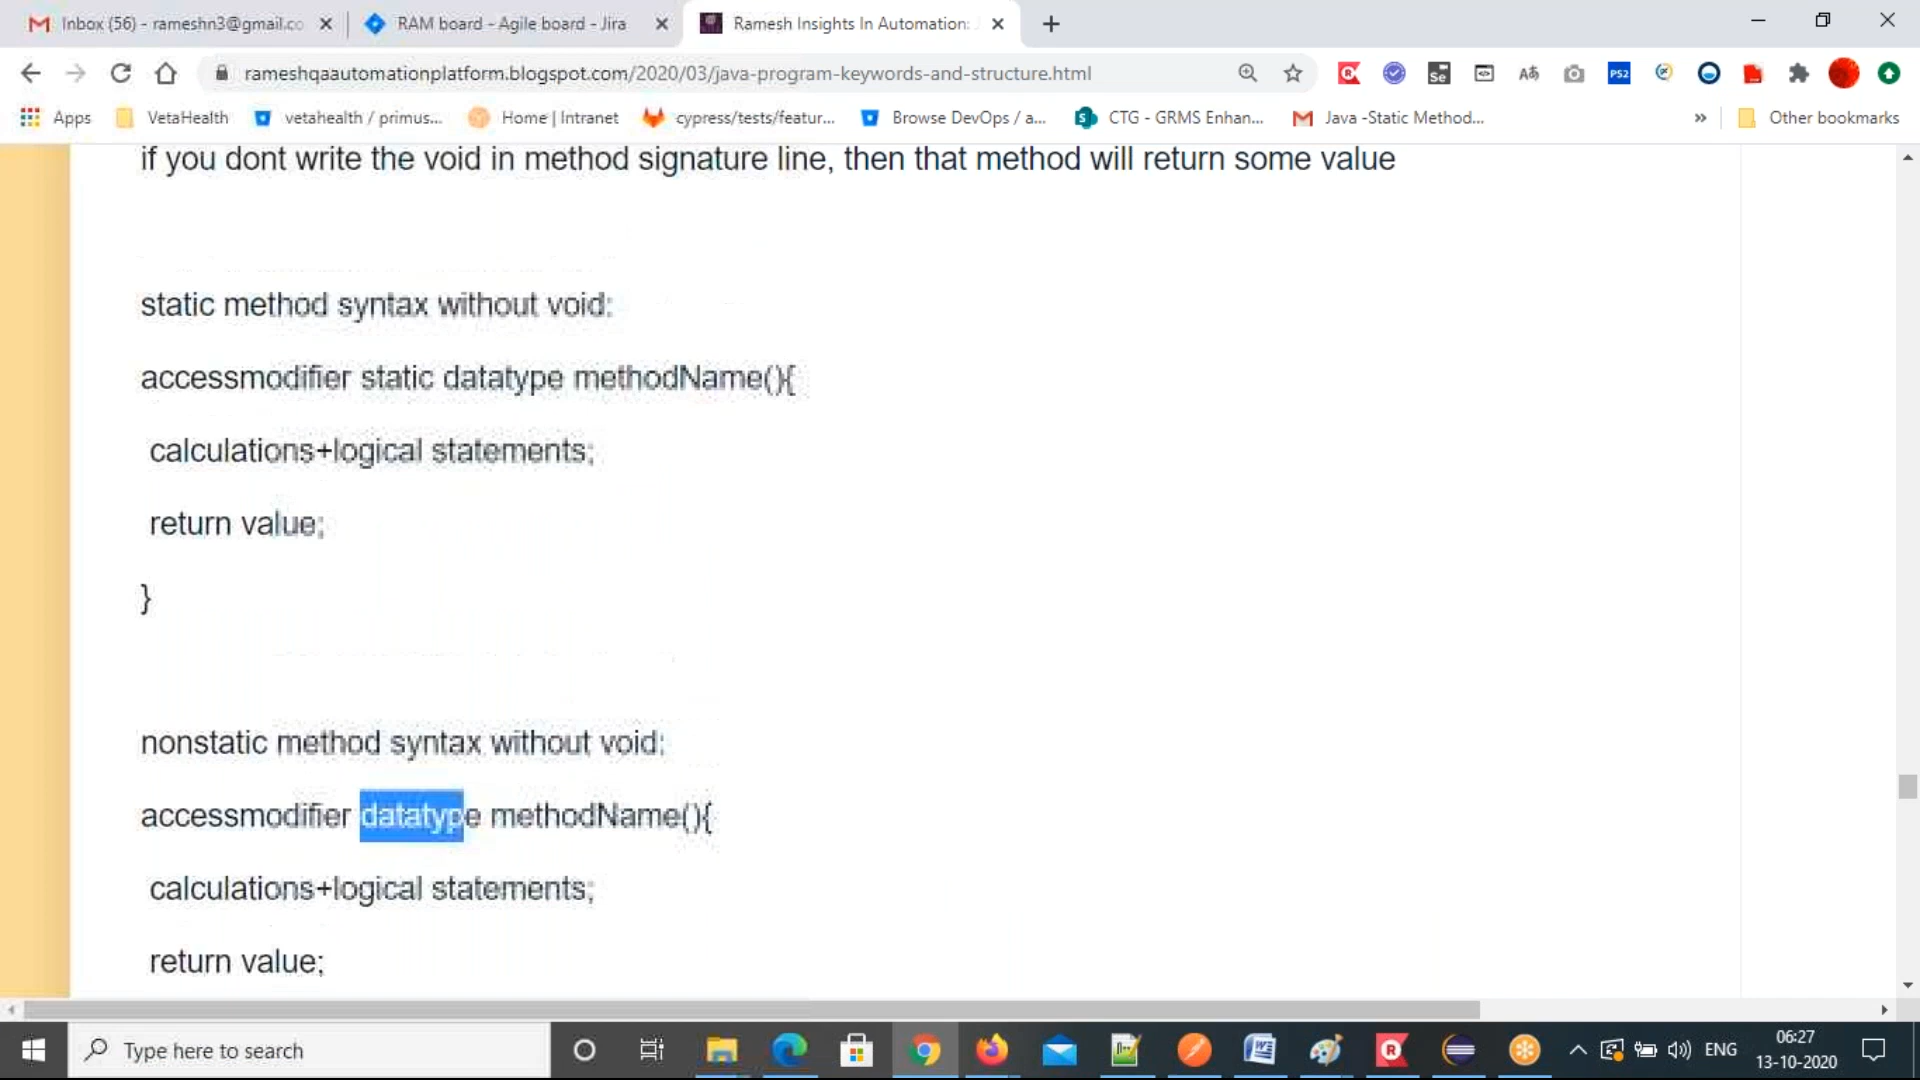 Inbox (56) - rameshn3@gmail.co
RAM board - Agile board - Jira
Ramesh Insights In Automation:
rameshqaautomationplatform.blogspot.com/2020/03/java-program-keywords-and-structure.html
Se
PS2
Apps
VetaHealth
vetahealth / primus...
Home | Intranet
cypress/tests/featur...
Browse DevOps / a...
CTG - GRMS Enhan...
Java -Static Method...
»
Other bookmarks
if you dont write the void in method signature line, then that method will return some value
static method syntax without void:
accessmodifier static datatype methodName(){
calculations+logical statements;
return value;
}
nonstatic method syntax without void:
accessmodifier datatype methodName(){
calculations+logical statements;
return value;
Type here to search
ENG
06:27
13-10-2020